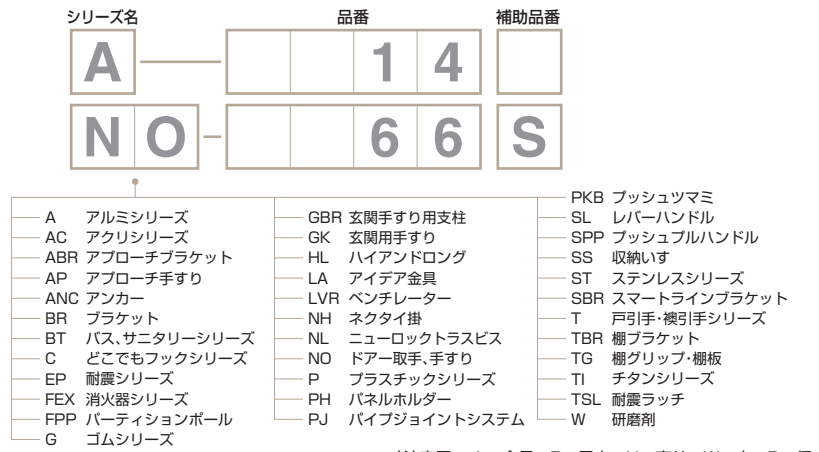 シリーズ名 品番 補助品番
A 14
NO 66 S
A アルミシリーズ
AC アクリシリーズ
ABR アプローチブラケット
AP アプローチ手すり
ANC アンカー
BR ブラケット
BT バス、サニタリーシリーズ
C どこでもフックシリーズ
EP 耐震シリーズ
FEX 消火器シリーズ
FPP パーティションポール
G ゴムシリーズ
GBR 玄関手すり用支柱
GK 玄関用手すり
HL ハイアンドロング
LA アイデア金具
LVR ベンチレーター
NH ネクタイ掛
NL ニューロックトラスビス
NO ドアー取手、手すり
P プラスチックシリーズ
PH パネルホルダー
PJ パイプジョイントシステム
PKB プッシュツマミ
SL レバーハンドル
SPP プッシュプルハンドル
SS 収納いす
ST ステンレスシリーズ
SBR スマートラインブラケット
T 戸引手・襖引手シリーズ
TBR 棚ブラケット
TG 棚グリップ・棚板
TI チタンシリーズ
TSL 耐震ラッチ
W 研磨剤